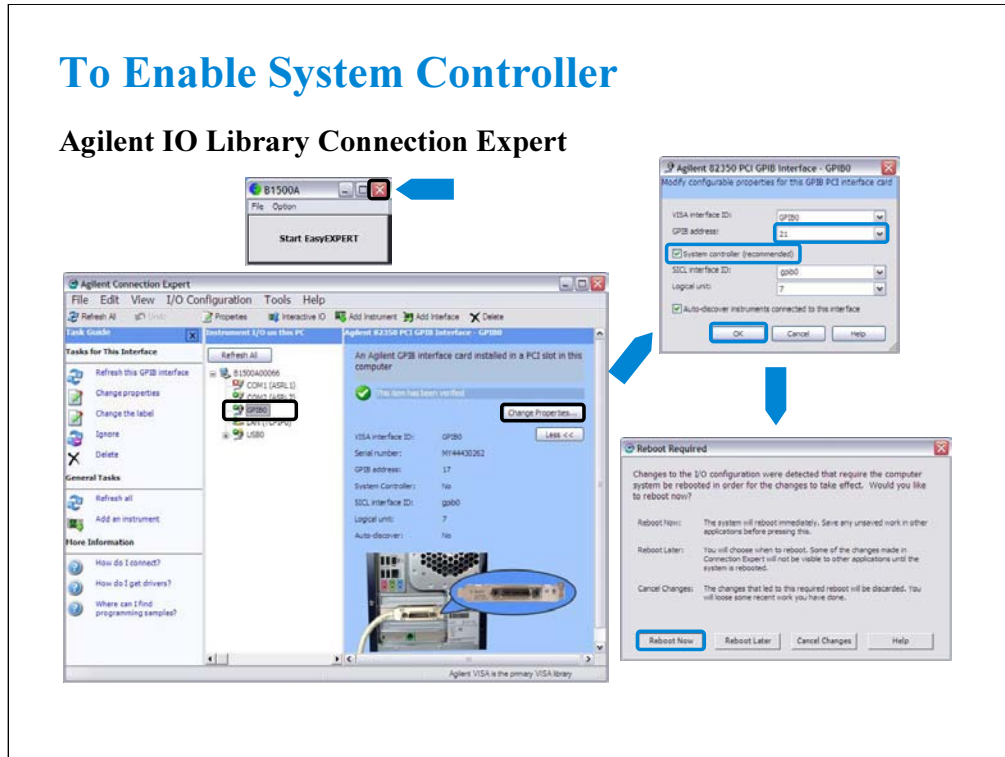 To Enable System Controller
Agilent IO Library Connection Expert
B1500A
File Option
Start EasyEXPERT
Agilent Connection Expert
File Edit View I/O Configuration Tools Help
Refresh All Undo Properties Interactive IO Add Instrument Add Interface Delete
Task Guide
Tasks for This Interface
Refresh this GPIB interface
Change properties
Change the label
Ignore
Delete
General Tasks
Refresh all
Add an instrument
More Information
How do I connect?
How do I get drivers?
Where can I find
programming samples?
Instrument I/O on this PC
Refresh All
B1500A00066
COM1 (ASRL1)
COM2 (ASRL2)
GPIB0
LAN (TCPIP0)
USB0
Agilent 82350 PCI GPIB Interface - GPIB0
An Agilent GPIB interface card installed in a PCI slot in this
computer
This item has been verified
Change Properties...
Less <<
VISA interface ID: GPIB0
Serial number: MY44430262
GPIB address: 17
System Controller: No
SICL interface ID: gpib0
Logical unit: 7
Auto-discover: No
Agilent VISA is the primary VISA library
Agilent 82350 PCI GPIB Interface - GPIB0
Modify configurable properties for this GPIB PCI interface card
VISA interface ID: GPIB0
GPIB address: 21
System controller (recommended)
SICL interface ID: gpib0
Logical unit: 7
Auto-discover instruments connected to this interface
OK Cancel Help
Reboot Required
Changes to the I/O configuration were detected that require the computer
system be rebooted in order for the changes to take effect. Would you like
to reboot now?
Reboot Now: The system will reboot immediately. Save any unsaved work in other
applications before pressing this.
Reboot Later: You will choose when to reboot. Some of the changes made in
Connection Expert will not be visible to other applications until the
system is rebooted.
Cancel Changes: The changes that led to this required reboot will be discarded. You
will loose some recent work you have done.
Reboot Now Reboot Later Cancel Changes Help